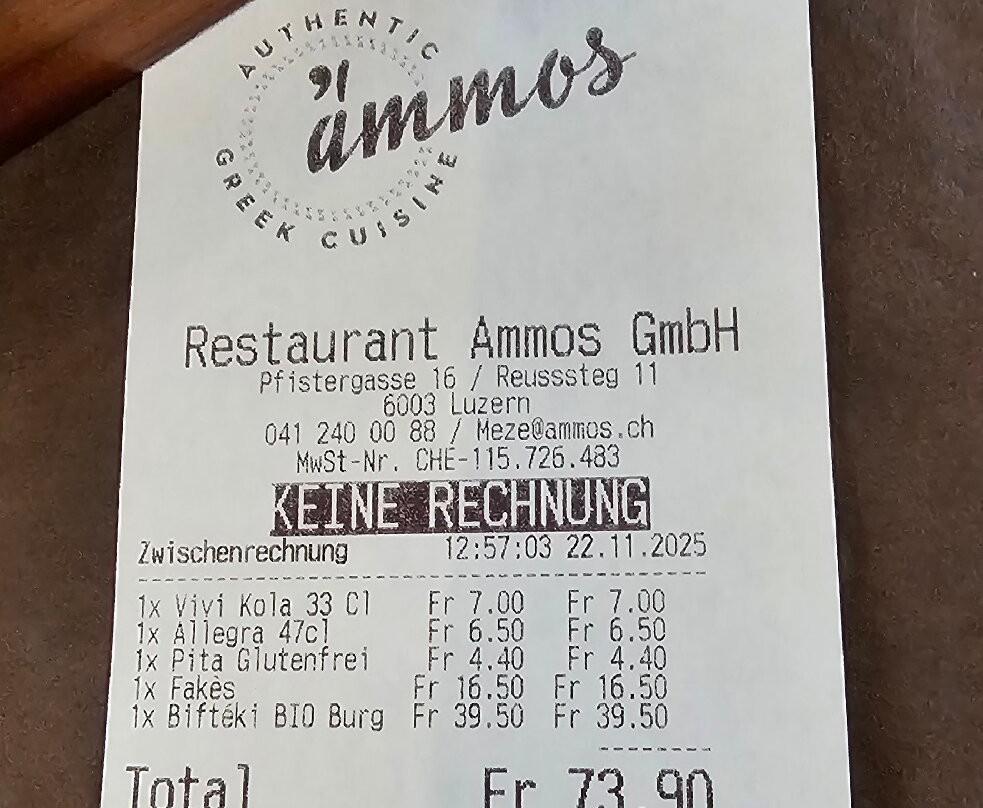 AUTHENTIC
ammos
GREEK CUISINE
Restaurant Ammos GmbH
Pfistergasse 16 / Reusssteg 11
6003 Luzern
041 240 00 88 / Meze@ammos.ch
MwSt-Nr. CHE-115.726.483
KEINE RECHNUNG
Zwischenrechnung 12:57:03 22.11.2025
1x Vivi Kola 33 Cl Fr 7.00 Fr 7.00
1x Allegra 47cl Fr 6.50 Fr 6.50
1x Pita Glutenfrei Fr 4.40 Fr 4.40
1x Fakès Fr 16.50 Fr 16.50
1x Biftéki BIO Burg Fr 39.50 Fr 39.50
Total Fr 73.90